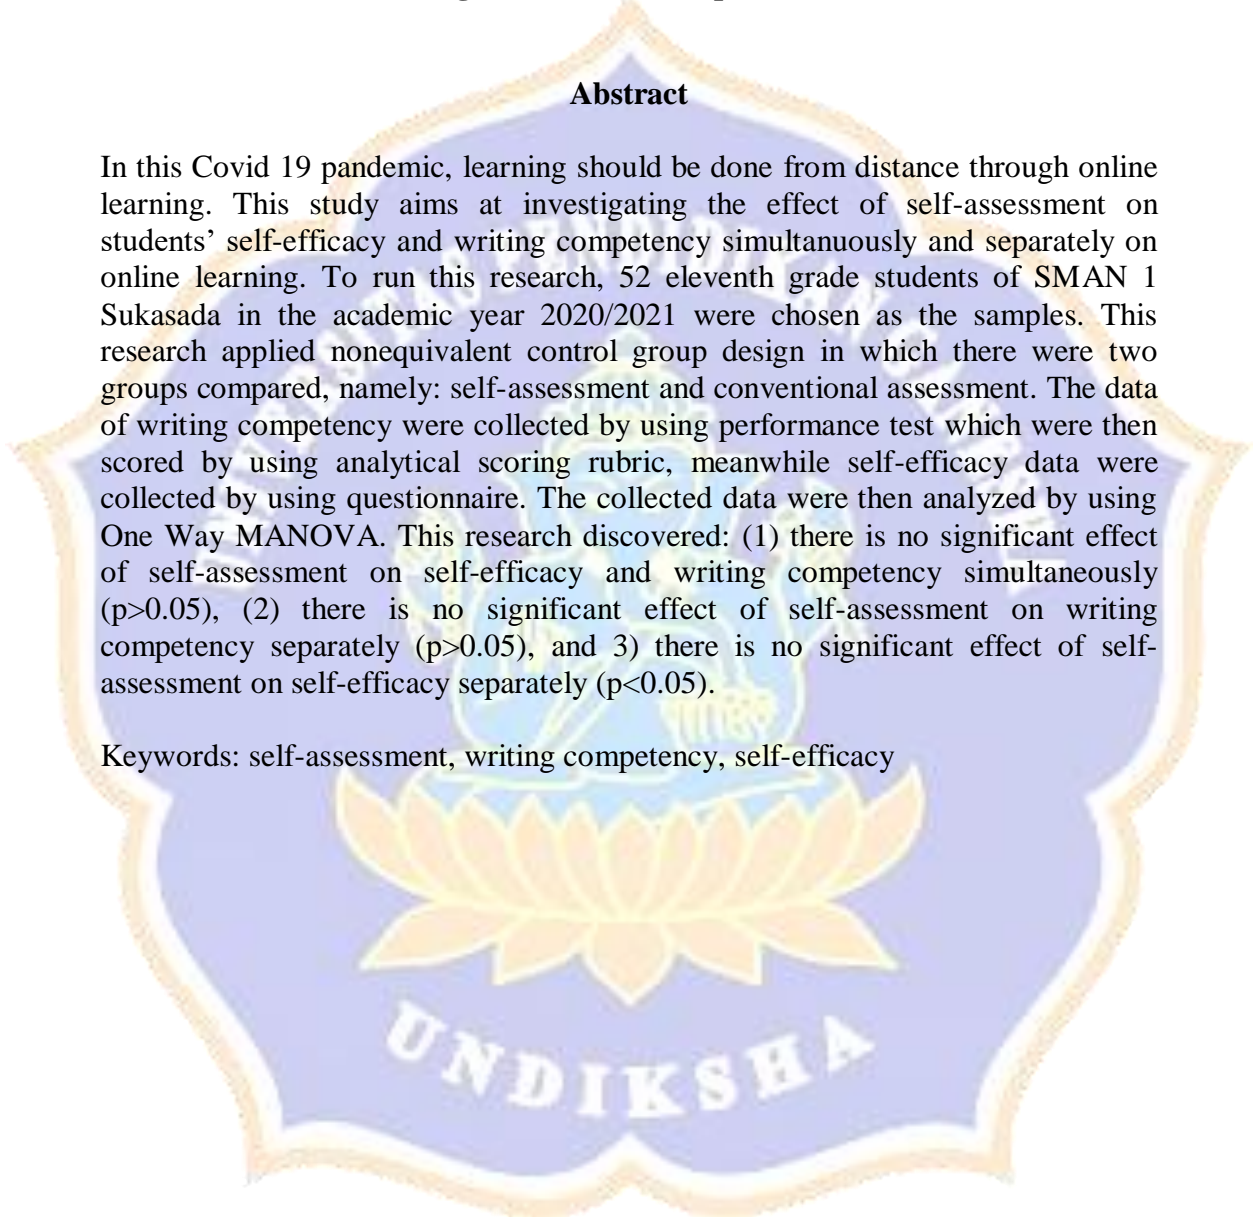 Abstract
In this Covid 19 pandemic, learning should be done from distance through online
learning. This study aims at investigating the effect of self-assessment on
students’ self-efficacy and writing competency simultanuously and separately on
online learning. To run this research, 52 eleventh grade students of SMAN 1
Sukasada in the academic year 2020/2021 were chosen as the samples. This
research applied nonequivalent control group design in which there were two
groups compared, namely: self-assessment and conventional assessment. The data
of writing competency were collected by using performance test which were then
scored by using analytical scoring rubric, meanwhile self-efficacy data were
collected by using questionnaire. The collected data were then analyzed by using
One Way MANOVA. This research discovered: (1) there is no significant effect
of self-assessment on self-efficacy and writing competency simultaneously
(p>0.05), (2) there is no significant effect of self-assessment on writing
competency separately (p>0.05), and 3) there is no significant effect of self-
assessment on self-efficacy separately (p<0.05).
Keywords: self-assessment, writing competency, self-efficacy
UNIVERSITAS PENDIDIKAN GANESHA
UNDIKSHA